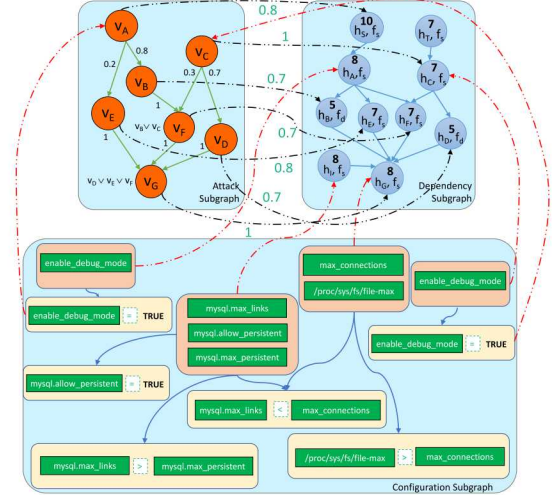 0.8
V_A
0.8
0.2
V_C
1
0.3
0.7
V_B
0.7
1
V_E
V_B ∨ V_C
V_F
V_D
1
1
1
V_D ∨ V_E ∨ V_F
V_G
Attack
Subgraph
0.7
0.8
0.7
1
10
h_S, f_s
7
h_T, f_s
8
h_A, f_s
7
h_C, f_s
5
h_B, f_d
7
h_E, f_s
7
h_F, f_s
5
h_D, f_d
8
8
h_G, f_s
Dependency
Subgraph
enable_debug_mode
enable_debug_mode = TRUE
mysql.max_links
mysql.allow_persistent
mysql.max_persistent
max_connections
/proc/sys/fs/file-max
enable_debug_mode
enable_debug_mode = TRUE
mysql.allow_persistent = TRUE
mysql.max_links < max_connections
mysql.max_links > mysql.max_persistent
/proc/sys/fs/file-max > max_connections
Configuration Subgraph